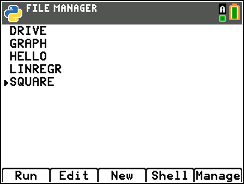 FILE MANAGER
A
DRIVE
GRAPH
HELLO
LINREGR
SQUARE
Run Edit New Shell Manage